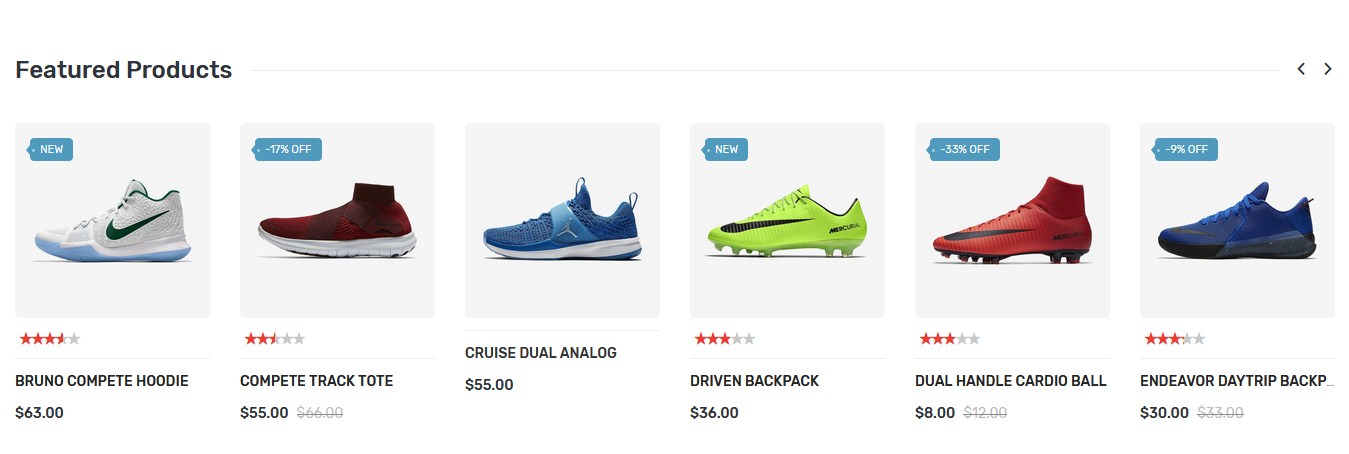 Featured Products
NEW
-17% OFF
NEW
-33% OFF
-9% OFF
MERCURIAL
MERCURIAL
BRUNO COMPETE HOODIE
$63.00
COMPETE TRACK TOTE
$55.00 $66.00
CRUISE DUAL ANALOG
$55.00
DRIVEN BACKPACK
$36.00
DUAL HANDLE CARDIO BALL
$8.00 $12.00
ENDEAVOR DAYTRIP BACKP...
$30.00 $33.00